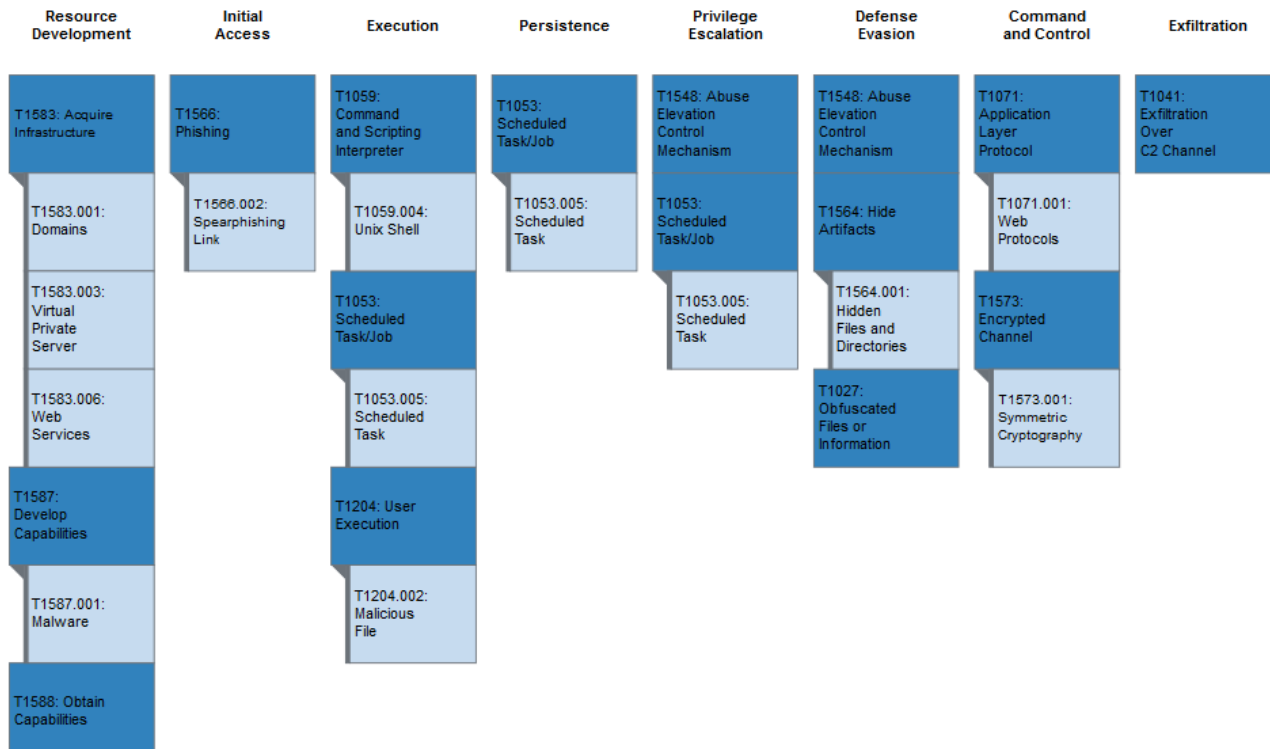 Resource
Development
Initial
Access
Execution
Persistence
Privilege
Escalation
Defense
Evasion
Command
and Control
Exfiltration
T1583: Acquire
Infrastructure
T1583.001:
Domains
T1583.003:
Virtual
Private
Server
T1583.006:
Web
Services
T1587:
Develop
Capabilities
T1587.001:
Malware
T1588: Obtain
Capabilities
T1566:
Phishing
T1566.002:
Spearphishing
Link
T1059:
Command
and Scripting
Interpreter
T1059.004:
Unix Shell
T1053:
Scheduled
Task/Job
T1053.005:
Scheduled
Task
T1204: User
Execution
T1204.002:
Malicious
File
T1053:
Scheduled
Task/Job
T1053.005:
Scheduled
Task
T1548: Abuse
Elevation
Control
Mechanism
T1053:
Scheduled
Task/Job
T1053.005:
Scheduled
Task
T1548: Abuse
Elevation
Control
Mechanism
T1564: Hide
Artifacts
T1564.001:
Hidden
Files and
Directories
T1027:
Obfuscated
Files or
Information
T1071:
Application
Layer
Protocol
T1071.001:
Web
Protocols
T1573:
Encrypted
Channel
T1573.001:
Symmetric
Cryptography
T1041:
Exfiltration
Over
C2 Channel